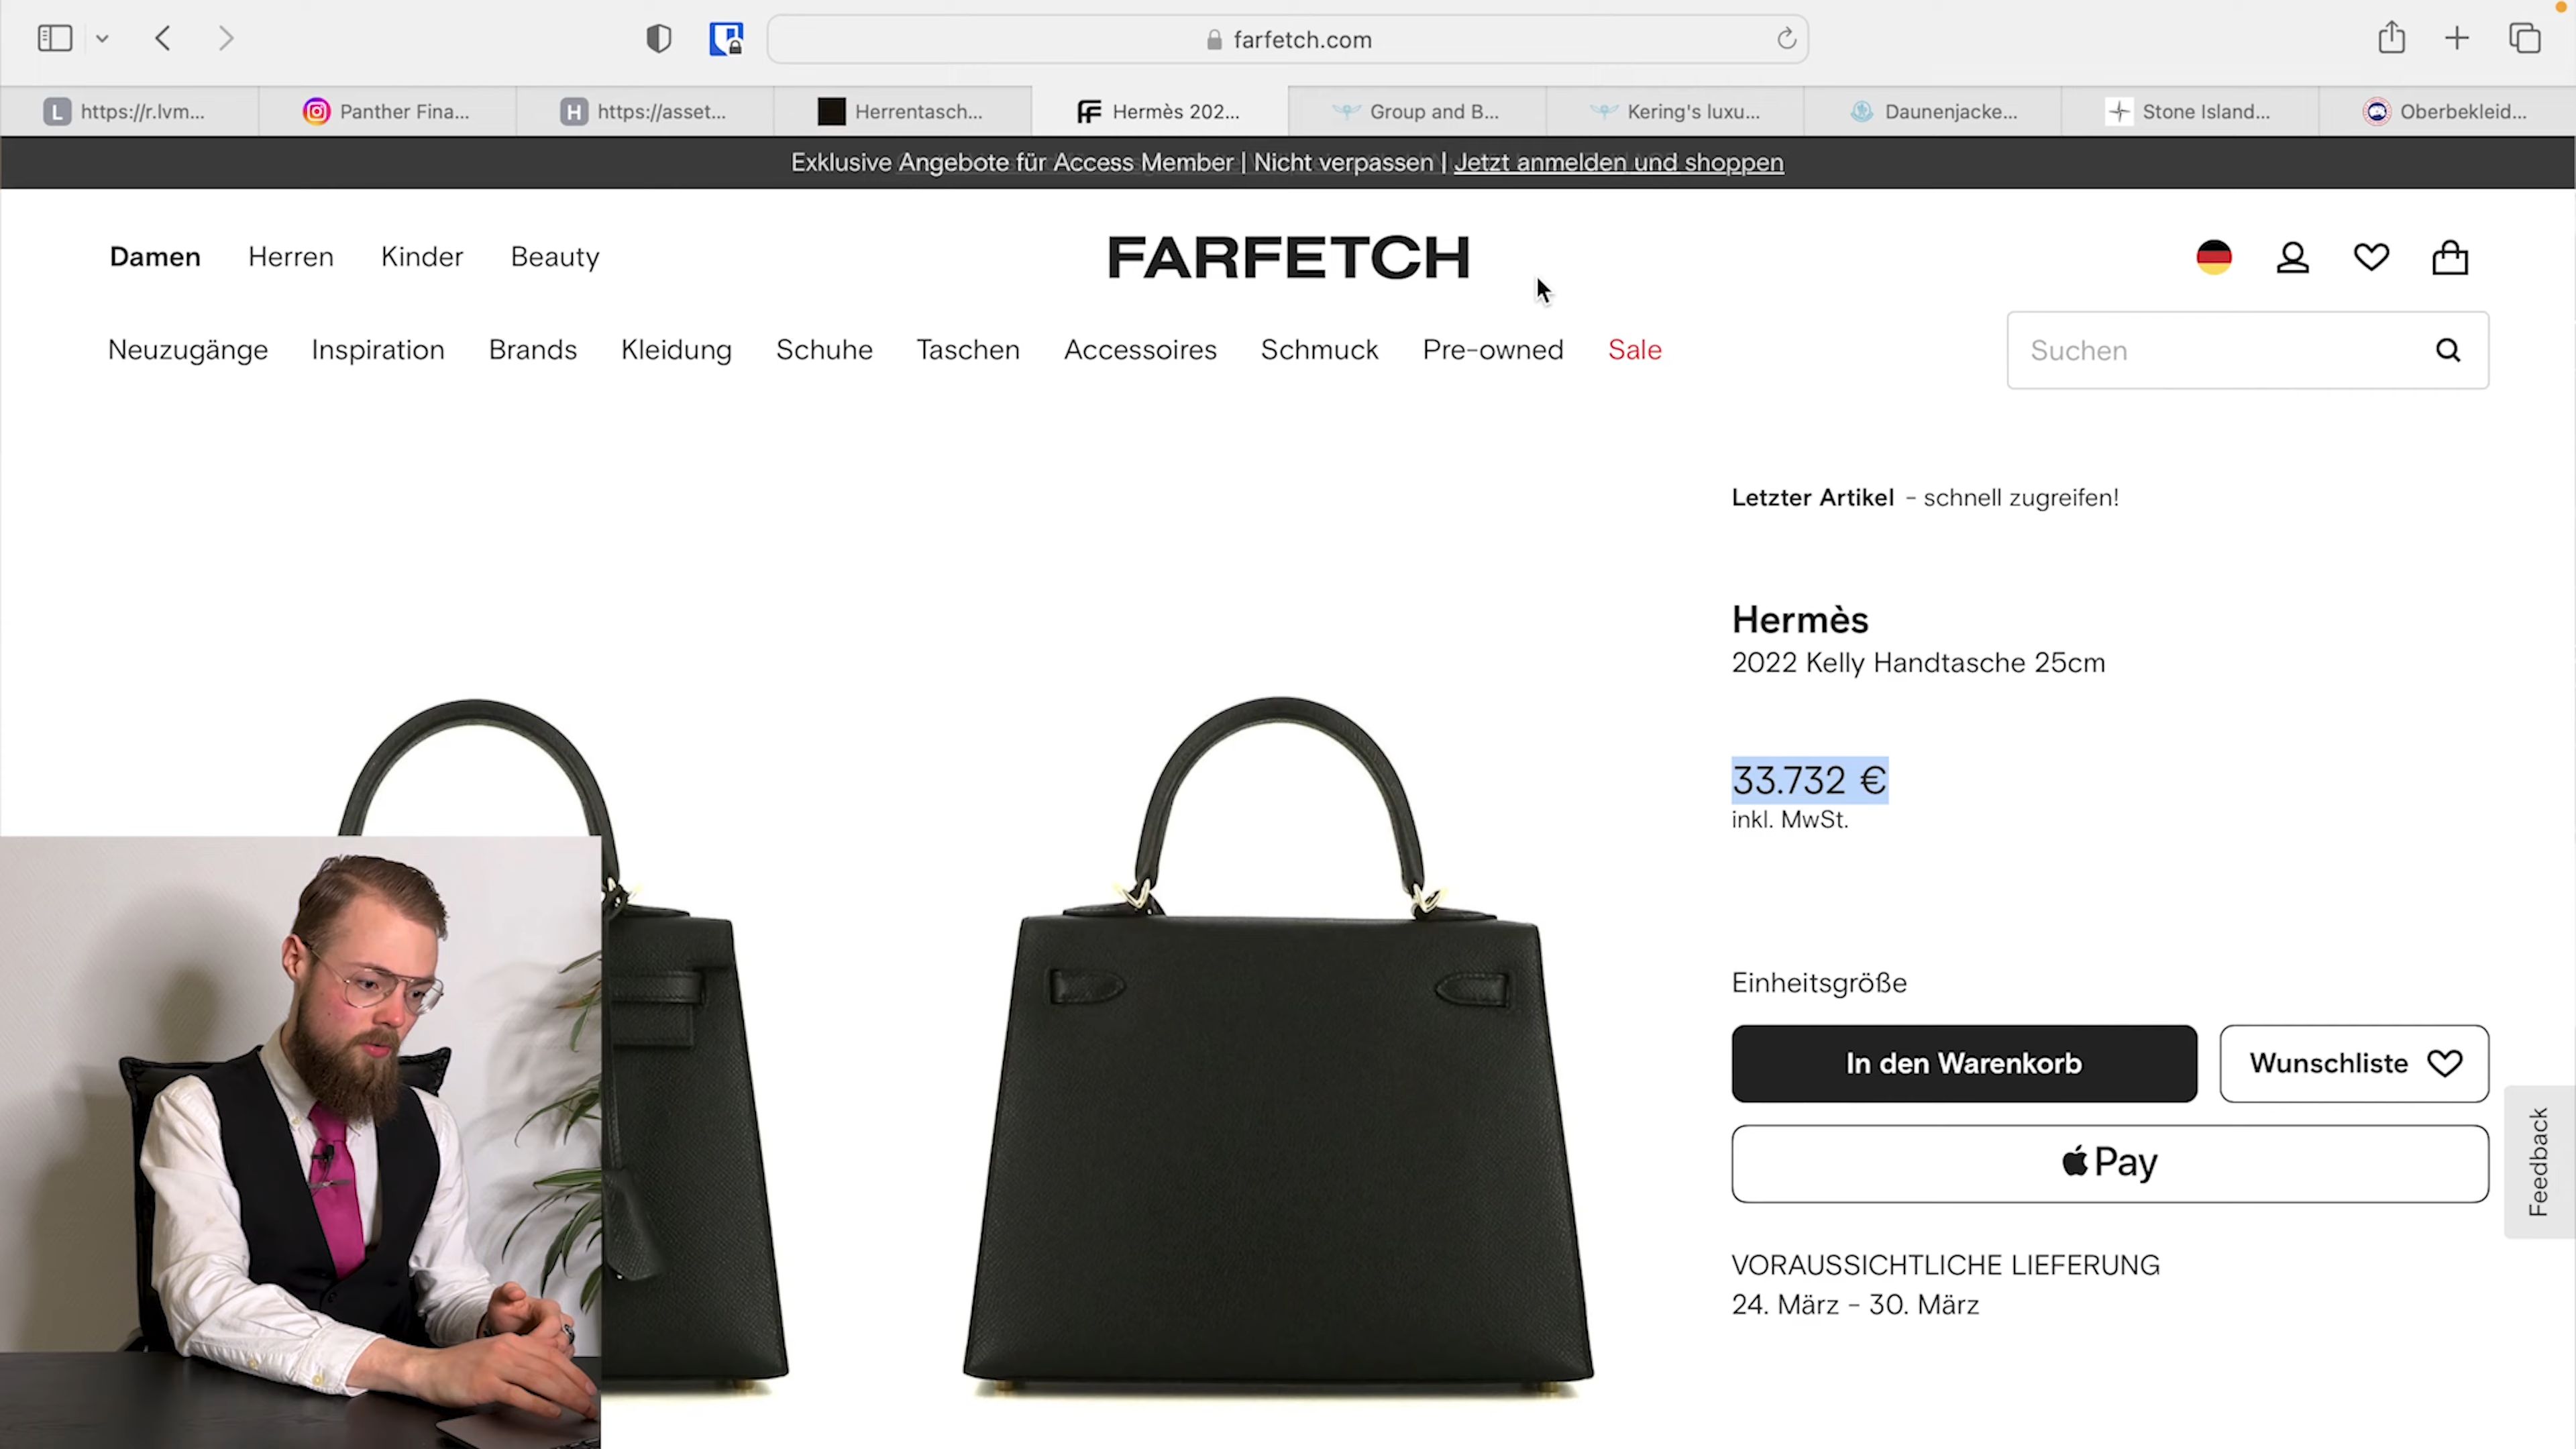 farfetch.com
L https://r.lvm...
Panther Fina...
H https://asset...
Herrentasch...
Hermès 202...
Group and B...
Kering's luxu...
Daunenjacke...
Stone Island...
Oberbekleid...
Exklusive Angebote für Access Member | Nicht verpassen | Jetzt anmelden und shoppen
Damen Herren Kinder Beauty
FARFETCH
Neuzugänge Inspiration Brands Kleidung Schuhe Taschen Accessoires Schmuck Pre-owned Sale
Suchen
Letzter Artikel - schnell zugreifen!
Hermès
2022 Kelly Handtasche 25cm
33.732 €
inkl. MwSt.
Einheitsgröße
In den Warenkorb
Wunschliste
Pay
Feedback
VORAUSSICHTLICHE LIEFERUNG
24. März - 30. März